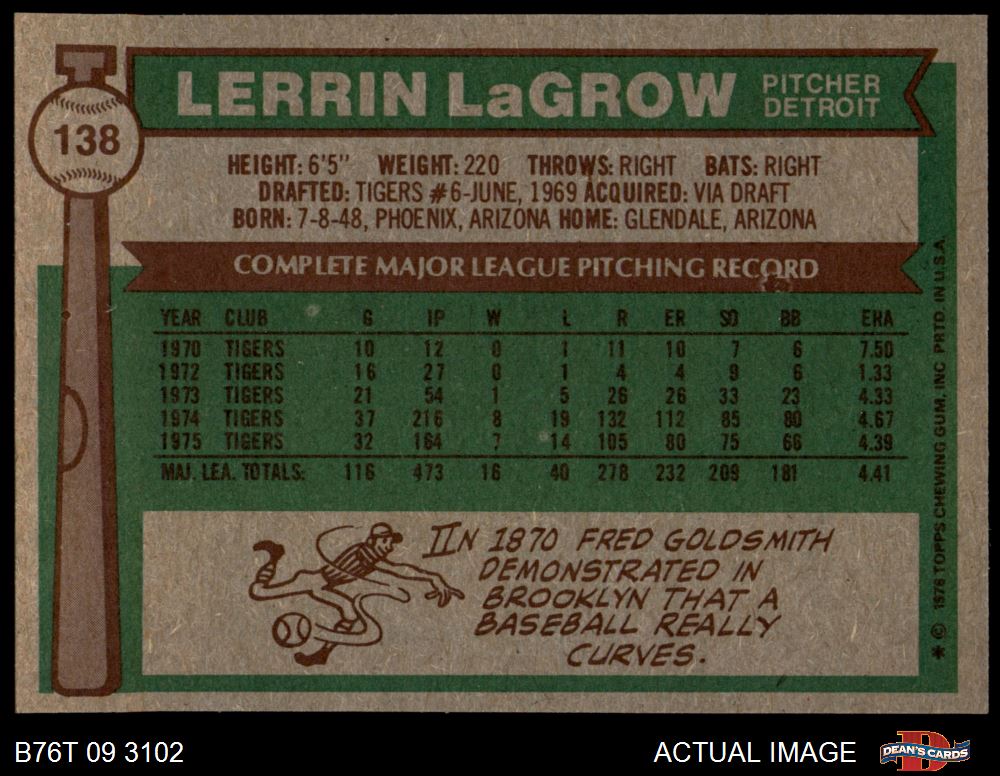 LERRIN LaGROW
PITCHER
DETROIT
138
HEIGHT: 6'5" WEIGHT: 220 THROWS: RIGHT BATS: RIGHT
DRAFTED: TIGERS #6-JUNE, 1969 ACQUIRED: VIA DRAFT
BORN: 7-8-48, PHOENIX, ARIZONA HOME: GLENDALE, ARIZONA
COMPLETE MAJOR LEAGUE PITCHING RECORD
YEAR CLUB G IP W L R ER SO BB ERA
1970 TIGERS 10 12 0 1 11 10 7 6 7.50
1972 TIGERS 16 27 0 1 4 4 9 6 1.33
1973 TIGERS 21 54 1 5 26 26 33 23 4.33
1974 TIGERS 37 216 8 19 132 112 85 80 4.67
1975 TIGERS 32 164 7 14 105 80 75 66 4.39
MAJ. LEA. TOTALS: 116 473 16 40 278 232 209 181 4.41
IN 1870 FRED GOLDSMITH
DEMONSTRATED IN
BROOKLYN THAT A
BASEBALL REALLY
CURVES.
* © 1976 TOPPS CHEWING GUM, INC PRTD. IN U.S.A.
B76T 09 3102
ACTUAL IMAGE
D
DEAN'S CARDS